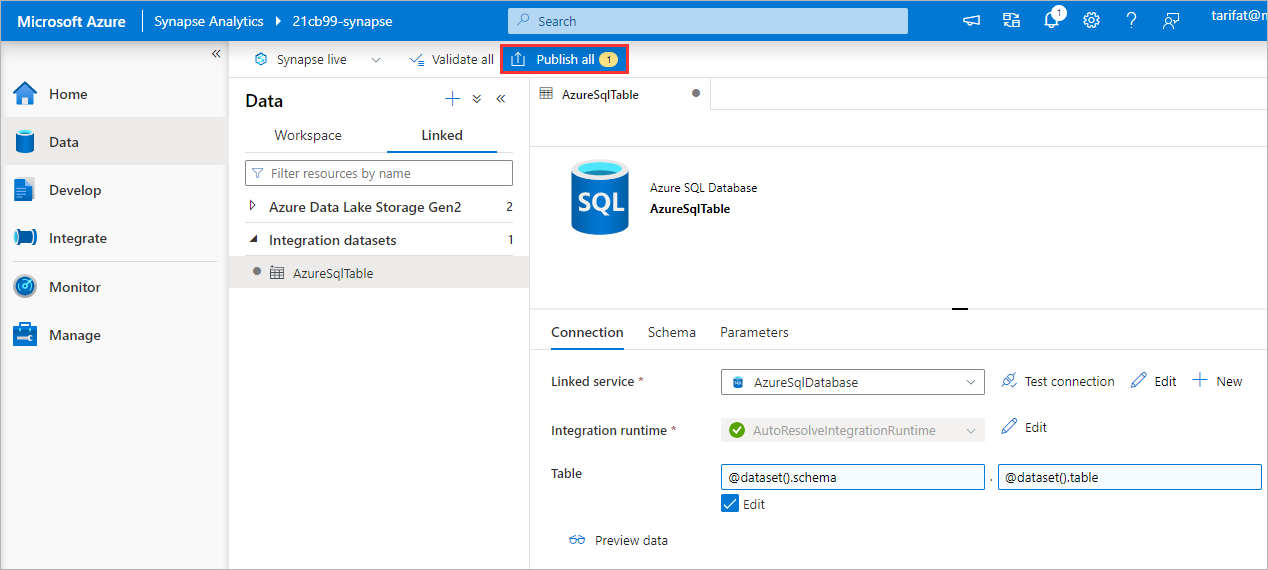 Microsoft Azure Synapse Analytics 21cb99-synapse Search 1 tarifat@m
« Synapse live Validate all Publish all 1
Home
Data
Develop
Integrate
Monitor
Manage
Data
Workspace Linked
Filter resources by name
Azure Data Lake Storage Gen2 2
Integration datasets 1
AzureSqlTable
AzureSqlTable
SQL
Azure SQL Database
AzureSqlTable
Connection Schema Parameters
Linked service * SQL AzureSqlDatabase Test connection Edit New
Integration runtime * AutoResolveIntegrationRuntime Edit
Table @dataset().schema . @dataset().table
Edit
Preview data